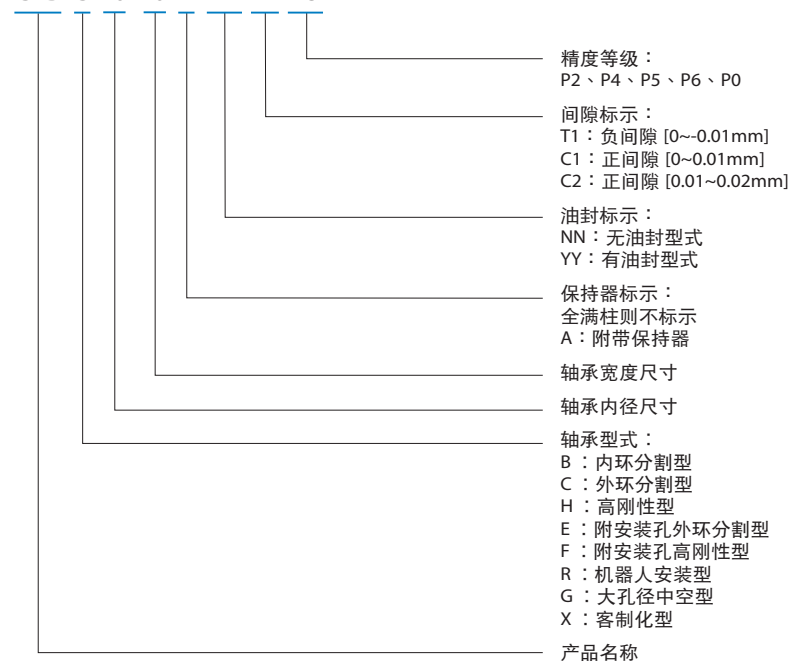 精度等级：
P2、P4、P5、P6、P0
间隙标示：
T1：负间隙 [0~-0.01mm]
C1：正间隙 [0~0.01mm]
C2：正间隙 [0.01~0.02mm]
油封标示：
NN：无油封型式
YY：有油封型式
保持器标示：
全满柱则不标示
A：附带保持器
轴承宽度尺寸
轴承内径尺寸
轴承型式：
B ：内环分割型
C ：外环分割型
H ：高刚性型
E ：附安装孔外环分割型
F ：附安装孔高刚性型
R ：机器人安装型
G ：大孔径中空型
X ：客制化型
产品名称